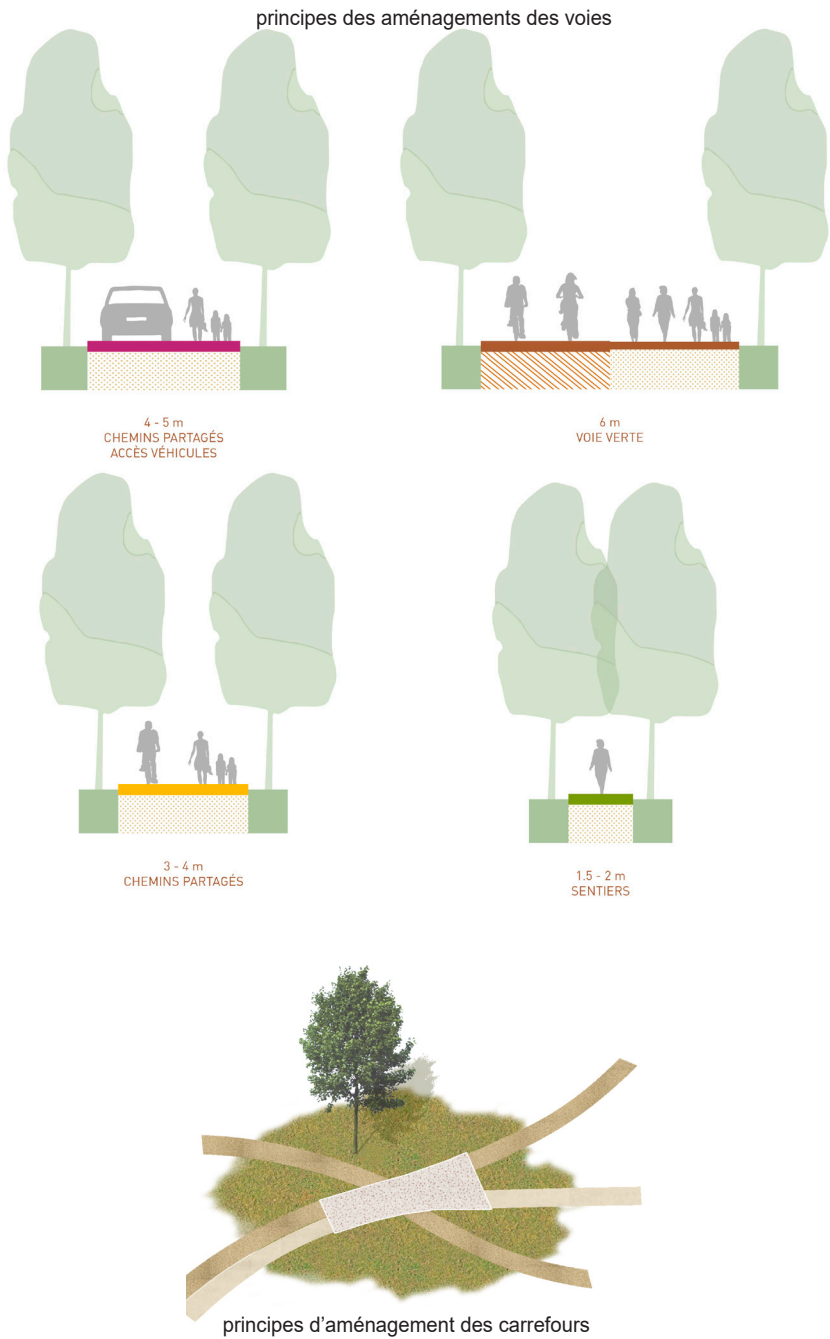 principes des aménagements des voies
4 - 5 m
CHEMINS PARTAGÉS
ACCÈS VÉHICULES
6 m
VOIE VERTE
3 - 4 m
CHEMINS PARTAGÉS
1.5 - 2 m
SENTIERS
principes d’aménagement des carrefours